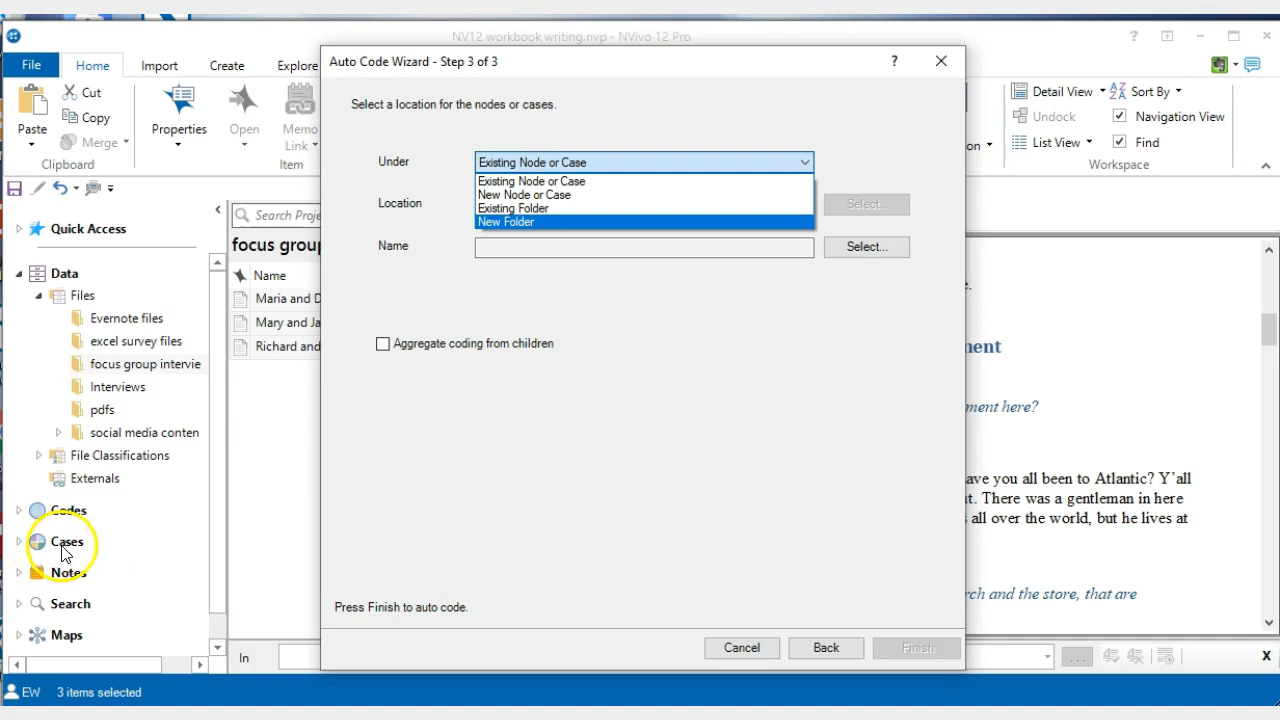 NV12 workbook writing.nvp - NVivo 12 Pro
File
Home
Import
Create
Explore
Paste
Cut
Copy
Merge
Clipboard
Properties
Open
Memo
Link
Item
Detail View
Sort By
Undock
Navigation View
on
List View
Find
Workspace
Quick Access
Data
Files
Evernote files
excel survey files
focus group intervie
Interviews
pdfs
social media conten
File Classifications
Externals
Codes
Cases
Notes
Search
Maps
Search Proje
focus group
Name
Maria and D
Mary and Ja
Richard and
Auto Code Wizard - Step 3 of 3
?
Select a location for the nodes or cases.
Under
Existing Node or Case
Existing Node or Case
New Node or Case
Existing Folder
New Folder
Location
Select...
Name
Select...
Aggregate coding from children
Press Finish to auto code.
Cancel
Back
Finish
e.
ment
ment here?
ave you all been to Atlantic? Y'all
t. There was a gentleman in here
all over the world, but he lives at
rch and the store, that are
In
...
X
EW
3 items selected